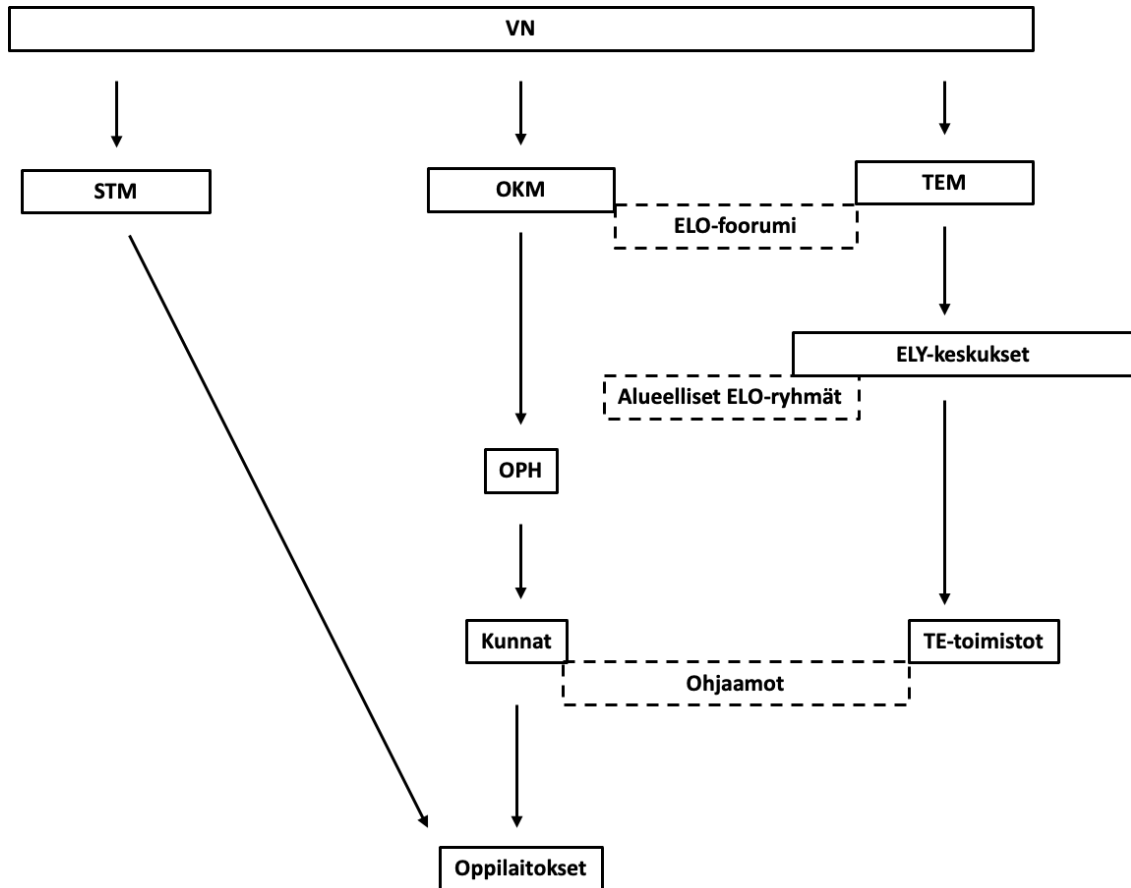 VN
STM
OKM
TEM
ELO-foorumi
ELY-keskukset
Alueelliset ELO-ryhmät
OPH
Kunnat
TE-toimistot
Ohjaamot
Oppilaitokset